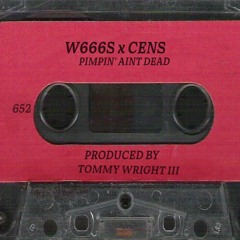 W666S x CENS
PIMPIN' AINT DEAD
652
PRODUCED BY
TOMMY WRIGHT III